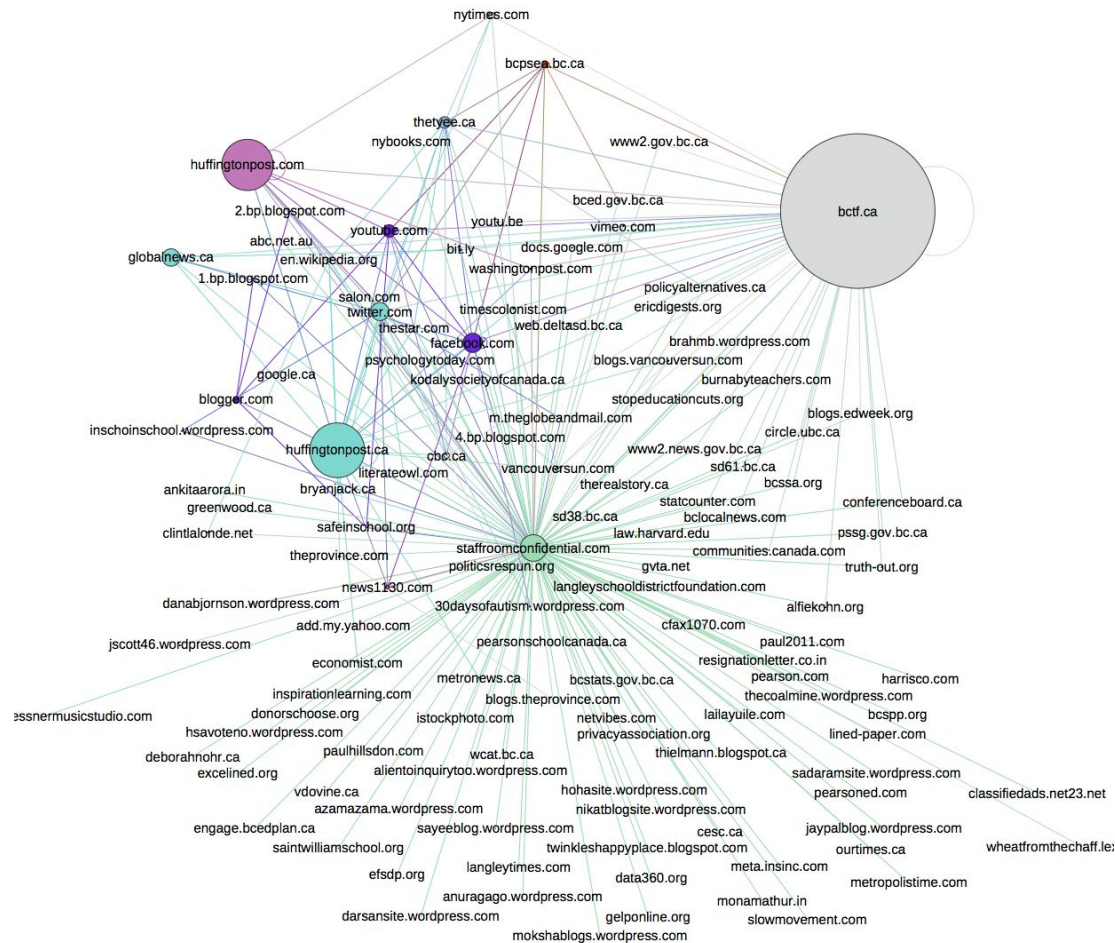 nytimes.com
bcpsea.bc.ca
thetyee.ca
nybooks.com
www2.gov.bc.ca
huffingtonpost.com
bced.gov.bc.ca
2.bp.blogspot.com
bctf.ca
youtu.be
vimeo.com
youtube.com
abc.net.au
bit.ly
docs.google.com
globalnews.ca
en.wikipedia.org
washingtonpost.com
1.bp.blogspot.com
policyalternatives.ca
salon.com
ericdigests.org
twitter.com
timescolonist.com
thestar.com
web.deltasd.bc.ca
facebook.com
brahmb.wordpress.com
psychologytoday.com
blogs.vancouversun.com
google.ca
kodalysocietyofcanada.ca
burnabyteachers.com
blogger.com
stopeducationcuts.org
m.theglobeandmail.com
blogs.edweek.org
inschoinschool.wordpress.com
circle.ubc.ca
4.bp.blogspot.com
huffingtonpost.ca
www2.news.gov.bc.ca
cbc.ca
vancouversun.com
sd61.bc.ca
literateowl.com
therealstory.ca
bcssa.org
ankitaarora.in
bryanjack.ca
statcounter.com
conferenceboard.ca
greenwood.ca
sd38.bc.ca
bclocalnews.com
safeinschool.org
clintlalonde.net
law.harvard.edu
pssg.gov.bc.ca
staffroomconfidential.com
communities.canada.com
theprovince.com
politicsrespun.org
gvta.net
truth-out.org
news1130.com
langleyschooldistrictfoundation.com
danabjornson.wordpress.com
30daysofautism.wordpress.com
alfiekohn.org
add.my.yahoo.com
cfax1070.com
jscott46.wordpress.com
pearsonschoolcanada.ca
paul2011.com
economist.com
resignationletter.co.in
metronews.ca
bcstats.gov.bc.ca
pearson.com
harrisco.com
inspirationlearning.com
blogs.theprovince.com
thecoalmine.wordpress.com
essnermusicstudio.com
donorschoose.org
istockphoto.com
netvibes.com
lailayuile.com
bcspp.org
hsavoteno.wordpress.com
privacyassociation.org
lined-paper.com
deborahnohr.ca
paulhillsdon.com
wcat.bc.ca
thielmann.blogspot.ca
excelined.org
alientoinquirytoo.wordpress.com
sadaramsite.wordpress.com
vdovine.ca
hohasite.wordpress.com
pearsoned.com
classifiedads.net23.net
azamazama.wordpress.com
nikatblogsite.wordpress.com
engage.bcedplan.ca
sayeeblog.wordpress.com
cesc.ca
jaypalblog.wordpress.com
saintwilliamschool.org
twinkleshappyplace.blogspot.com
ourtimes.ca
wheatfromthechaff.lex
efsdp.org
langleytimes.com
meta.insinc.com
data360.org
metropolistime.com
anuragago.wordpress.com
monamathur.in
darsansite.wordpress.com
gelponline.org
slowmovement.com
mokshablogs.wordpress.com